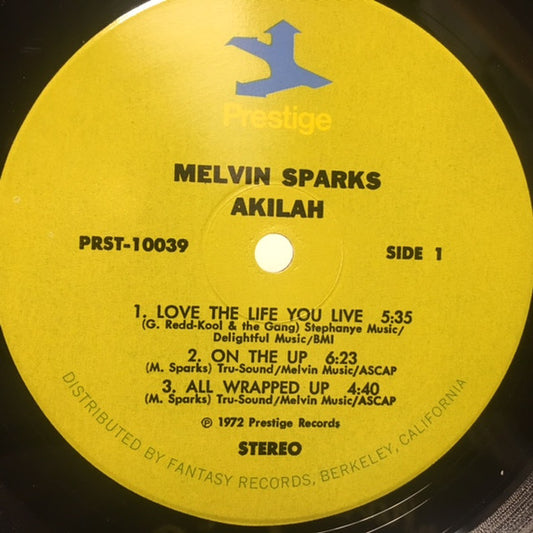 Prestige
MELVIN SPARKS
AKILAH
PRST-10039 SIDE 1
1. LOVE THE LIFE YOU LIVE 5:35
(G. Redd-Kool & the Gang) Stephanye Music/
Delightful Music/BMI
2. ON THE UP 6:23
(M. Sparks) Tru-Sound/Melvin Music/ASCAP
3. ALL WRAPPED UP 4:40
(M. Sparks) Tru-Sound/Melvin Music/ASCAP
℗ 1972 Prestige Records
STEREO
DISTRIBUTED BY FANTASY RECORDS, BERKELEY, CALIFORNIA